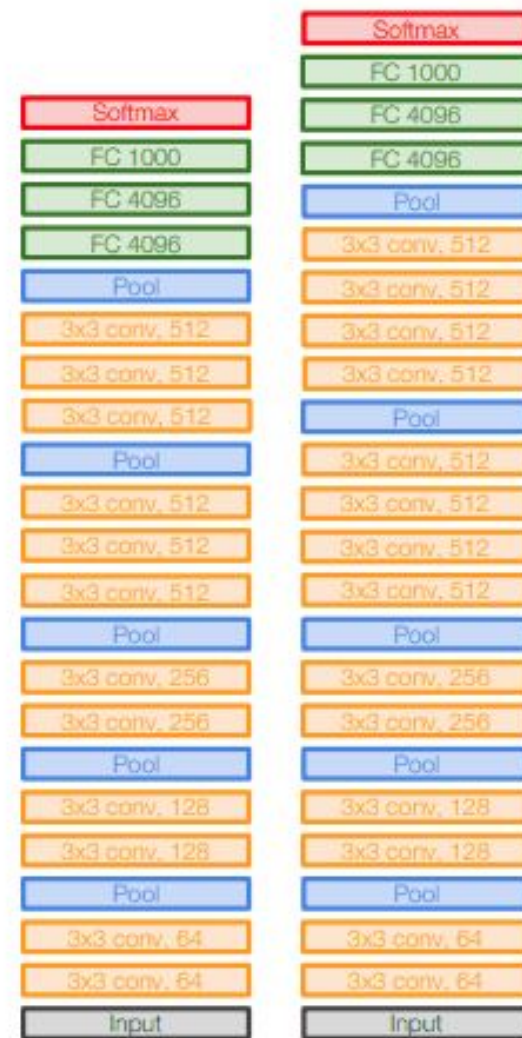 Softmax
FC 1000
FC 4096
FC 4096
Pool
3x3 conv, 512
3x3 conv, 512
3x3 conv, 512
Pool
3x3 conv, 512
3x3 conv, 512
3x3 conv, 512
Pool
3x3 conv, 256
3x3 conv, 256
Pool
3x3 conv, 128
3x3 conv, 128
Pool
3x3 conv, 64
3x3 conv, 64
Input
Softmax
FC 1000
FC 4096
FC 4096
Pool
3x3 conv, 512
3x3 conv, 512
3x3 conv, 512
3x3 conv, 512
Pool
3x3 conv, 512
3x3 conv, 512
3x3 conv, 512
3x3 conv, 512
Pool
3x3 conv, 256
3x3 conv, 256
Pool
3x3 conv, 128
3x3 conv, 128
Pool
3x3 conv, 64
3x3 conv, 64
Input